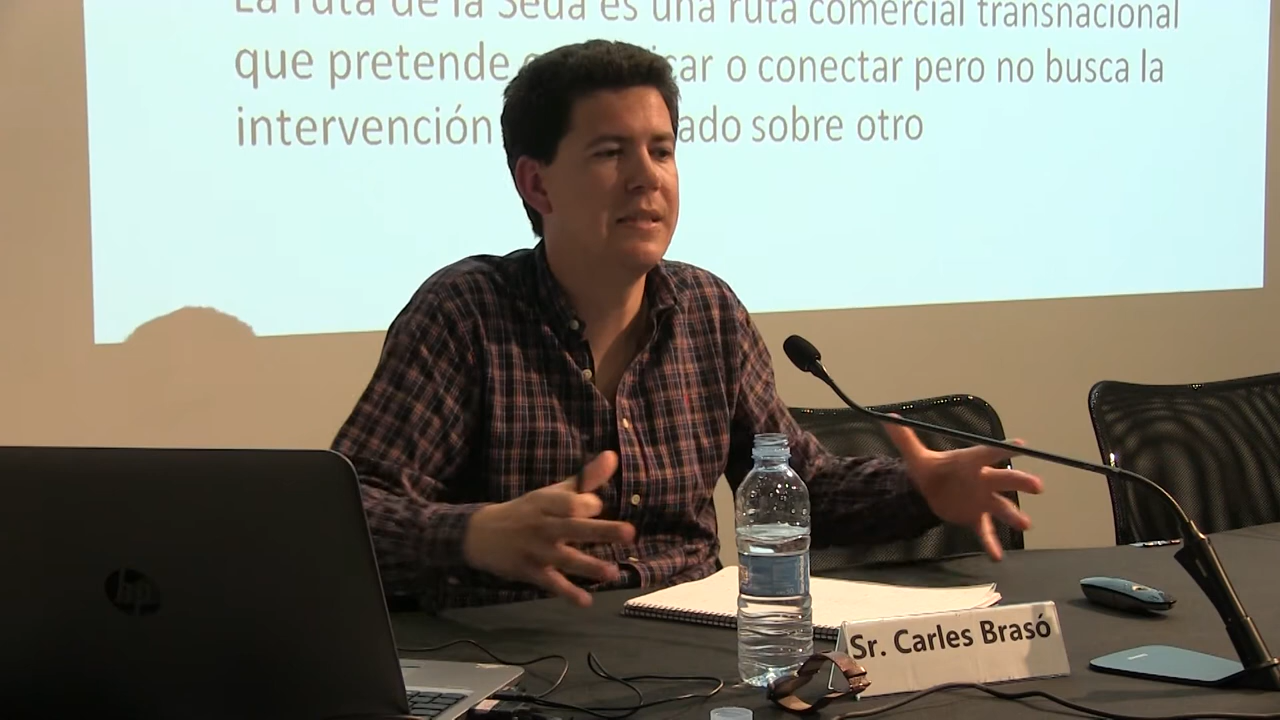 La ruta de la Seda es una ruta comercial transnacional
que pretende car o conectar pero no busca la
intervención ado sobre otro
hp
Sr. Carles Brasó